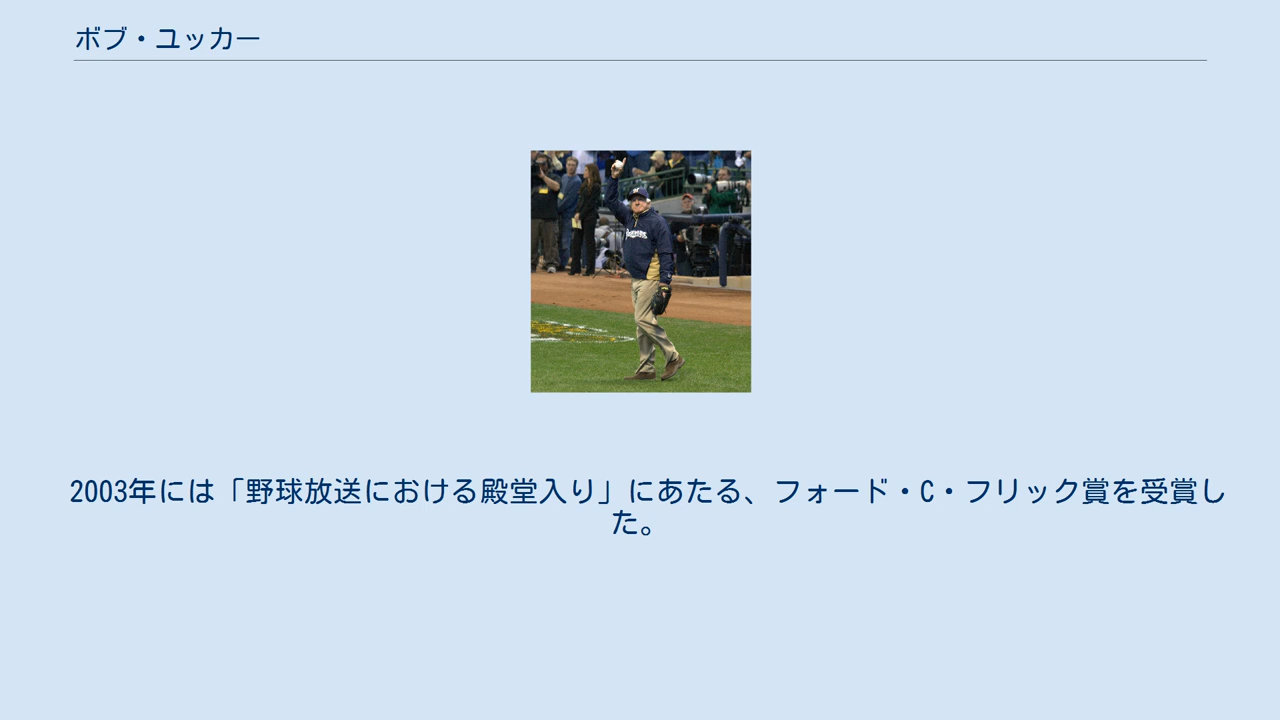 ボブ・ユッカー
2003年には「野球放送における殿堂入り」にあたる、フォード・C・フリック賞を受賞し
た。